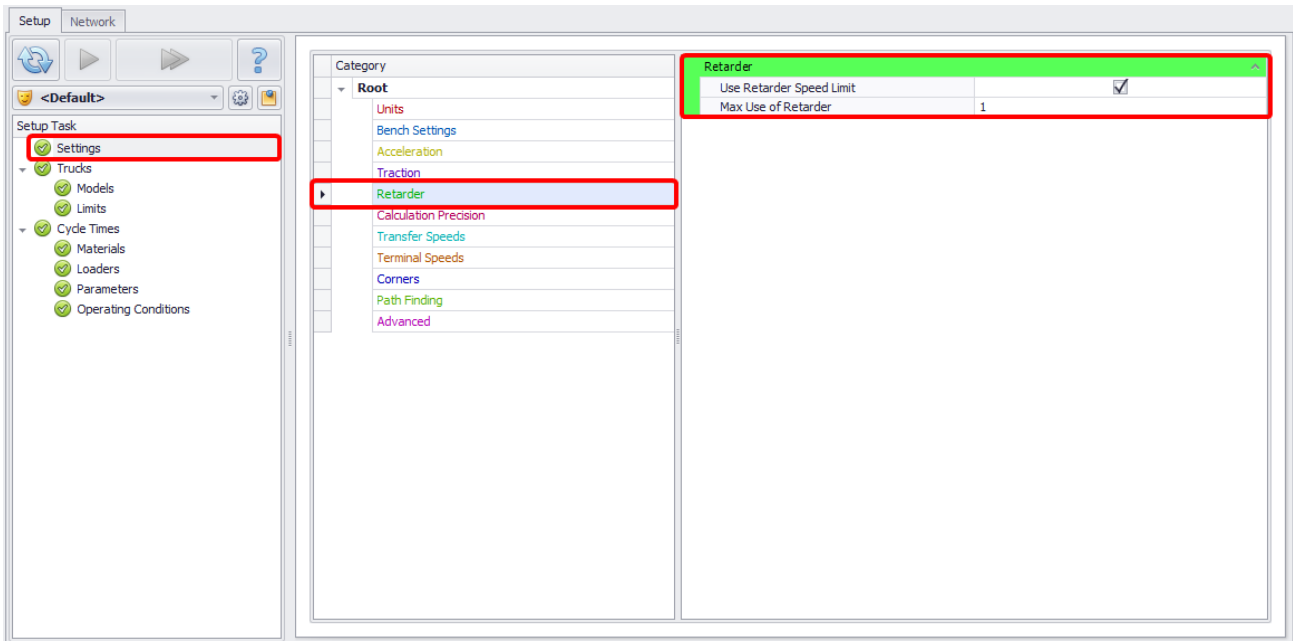 Setup Network
<Default>
Setup Task
Settings
Trucks
Models
Limits
Cycle Times
Materials
Loaders
Parameters
Operating Conditions
Category
Root
Units
Bench Settings
Acceleration
Traction
Retarder
Calculation Precision
Transfer Speeds
Terminal Speeds
Corners
Path Finding
Advanced
Retarder
Use Retarder Speed Limit
Max Use of Retarder 1